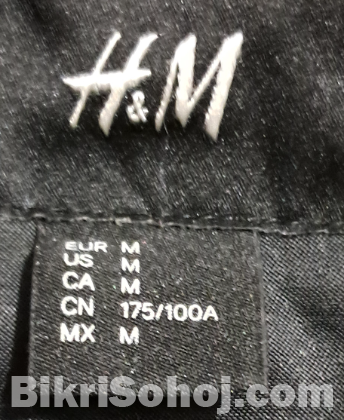 H&M
EUR M
US M
CA M
CN 175/100A
MX M
BikriSohoj.com